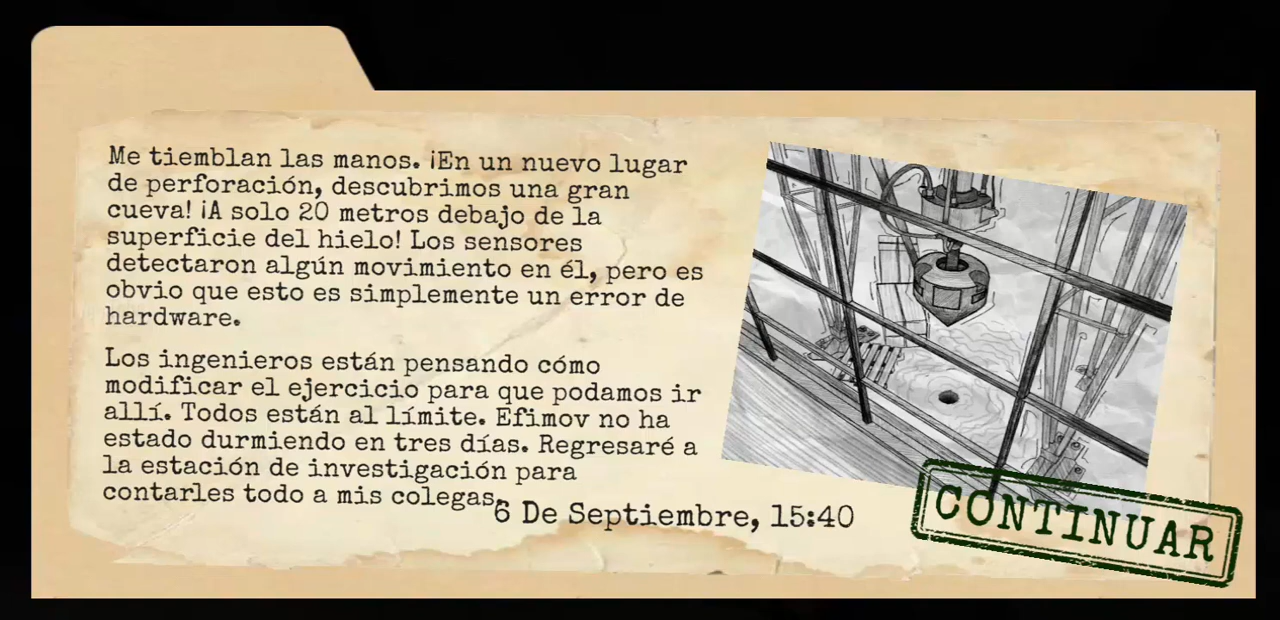 Me tiemblan las manos. ¡En un nuevo lugar
de perforación, descubrimos una gran
cueva! ¡A solo 20 metros debajo de la
superficie del hielo! Los sensores
detectaron algún movimiento en él, pero es
obvio que esto es simplemente un error de
hardware.
Los ingenieros están pensando cómo
modificar el ejercicio para que podamos ir
allí. Todos están al límite. Efimov no ha
estado durmiendo en tres días. Regresaré a
la estación de investigación para
contarles todo a mis colegas.
6 De Septiembre, 15:40
CONTINUAR